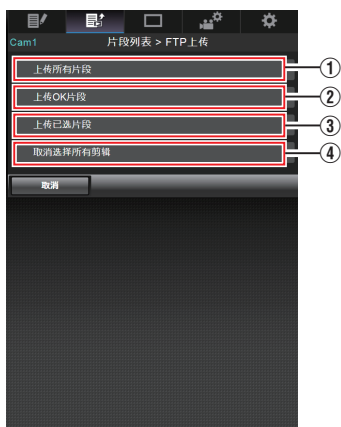 Cam1 片段列表 > FTP上传
上传所有片段 ①
上传OK片段 ②
上传已选片段 ③
取消选择所有剪辑 ④
取消